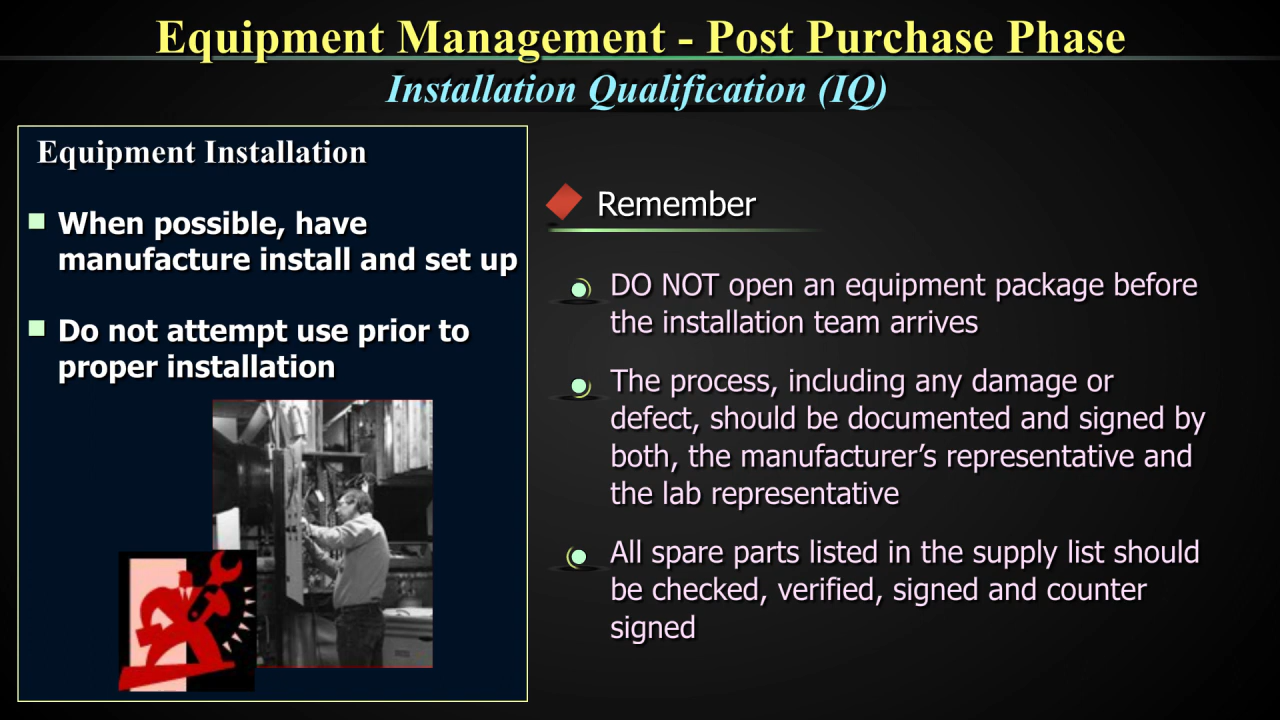 Equipment Management - Post Purchase Phase
Installation Qualification (IQ)
Equipment Installation
When possible, have
manufacture install and set up
Do not attempt use prior to
proper installation
Remember
DO NOT open an equipment package before
the installation team arrives
The process, including any damage or
defect, should be documented and signed by
both, the manufacturer’s representative and
the lab representative
All spare parts listed in the supply list should
be checked, verified, signed and counter
signed